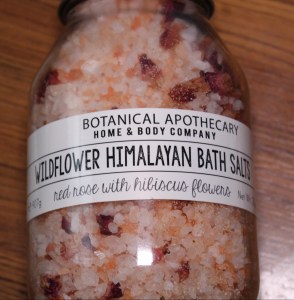 BOTANICAL APOTHECARY
HOME & BODY COMPANY
WILDFLOWER HIMALAYAN BATH SALTS
red rose with hibiscus flowers